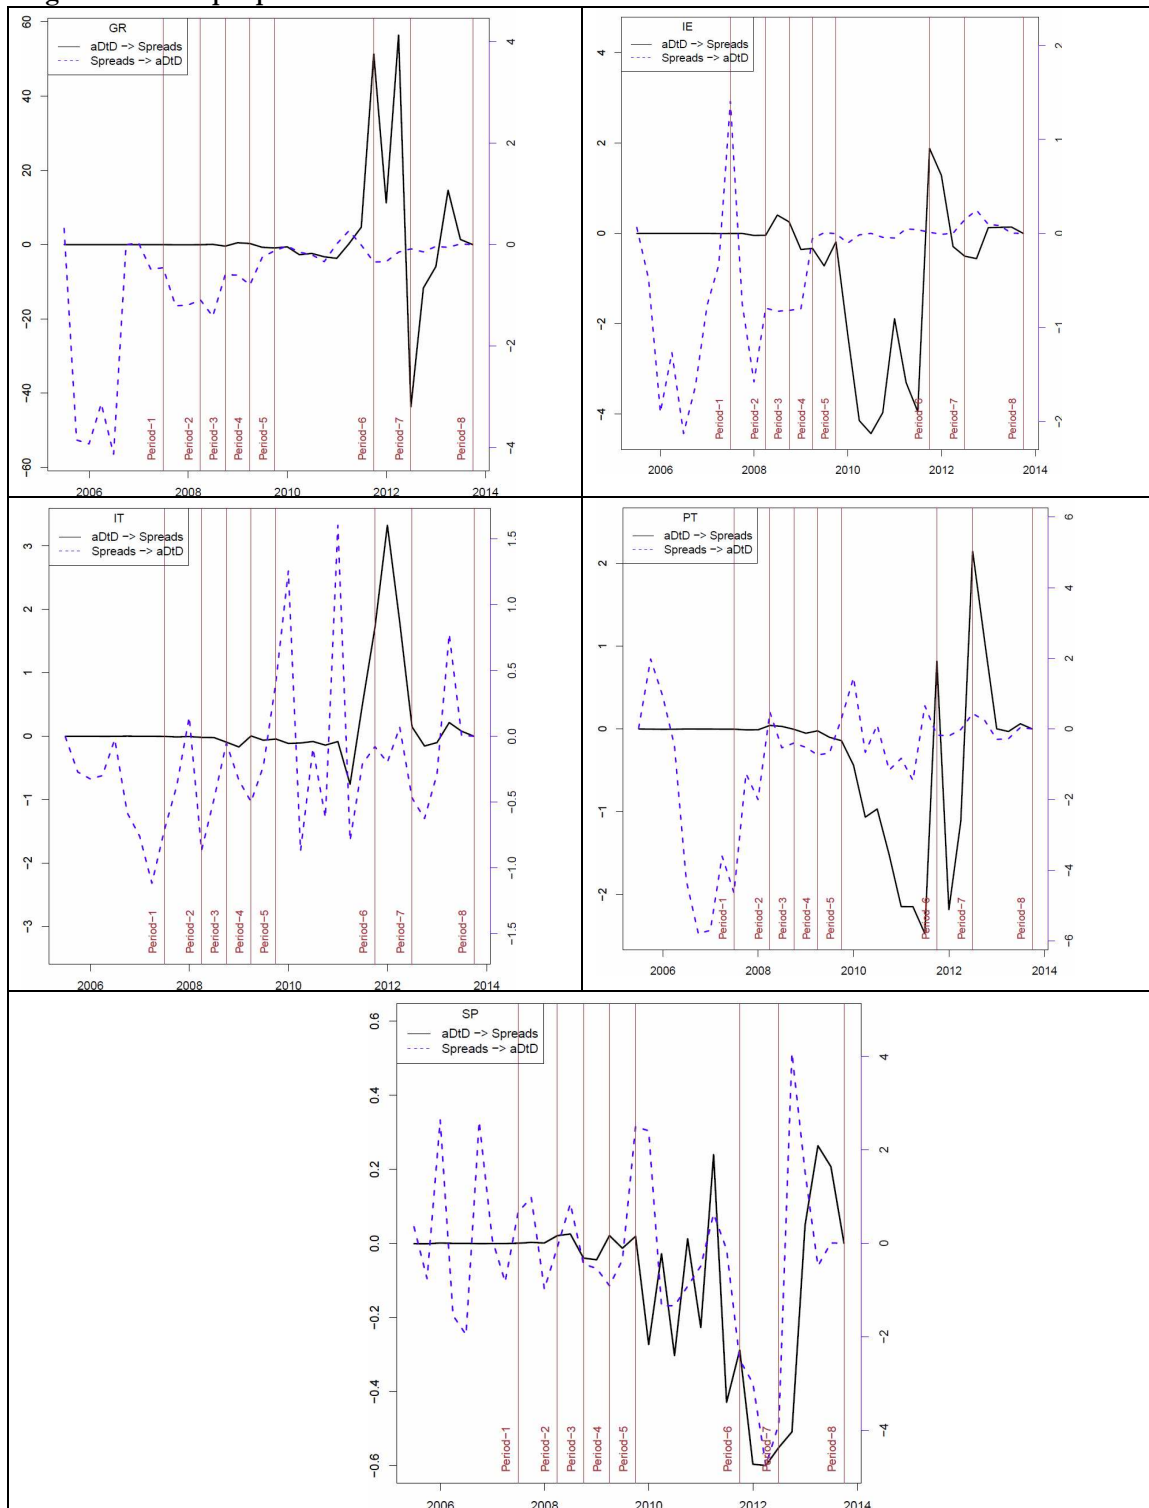 GR
aDtD −> Spreads
Spreads −> aDtD
60
40
20
0
−20
−40
−60
4
2
0
−2
−4
Period−1
Period−2
Period−3
Period−4
Period−5
Period−6
Period−7
Period−8
2006 2008 2010 2012 2014
IE
aDtD −> Spreads
Spreads −> aDtD
4
2
0
−2
−4
2
1
0
−1
−2
Period−1
Period−2
Period−3
Period−4
Period−5
Period−6
Period−7
Period−8
2006 2008 2010 2012 2014
IT
aDtD −> Spreads
Spreads −> aDtD
3
2
1
0
−1
−2
−3
1.5
1.0
0.5
0.0
−0.5
−1.0
−1.5
Period−1
Period−2
Period−3
Period−4
Period−5
Period−6
Period−7
Period−8
2006 2008 2010 2012 2014
PT
aDtD −> Spreads
Spreads −> aDtD
2
1
0
−1
−2
6
4
2
0
−2
−4
−6
Period−1
Period−2
Period−3
Period−4
Period−5
Period−6
Period−7
Period−8
2006 2008 2010 2012 2014
SP
aDtD −> Spreads
Spreads −> aDtD
0.6
0.4
0.2
0.0
−0.2
−0.4
−0.6
4
2
0
−2
−4
Period−1
Period−2
Period−3
Period−4
Period−5
Period−6
Period−7
Period−8
2006 2008 2010 2012 2014